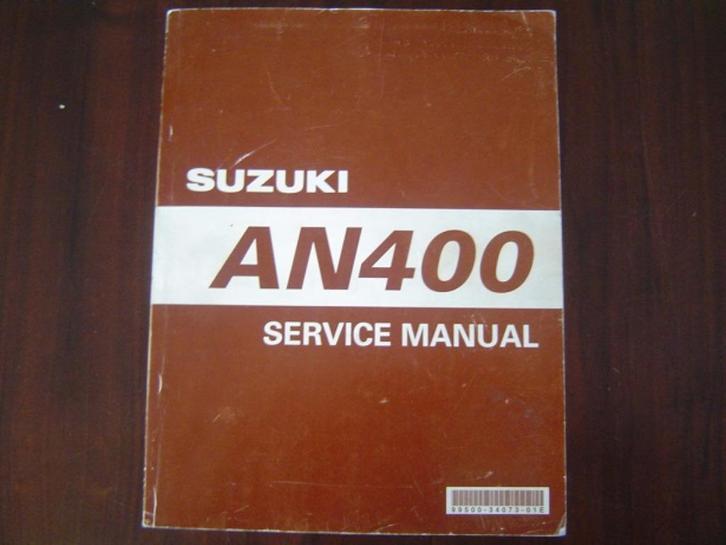 SUZUKI
AN400
SERVICE MANUAL
99500-34073-01E